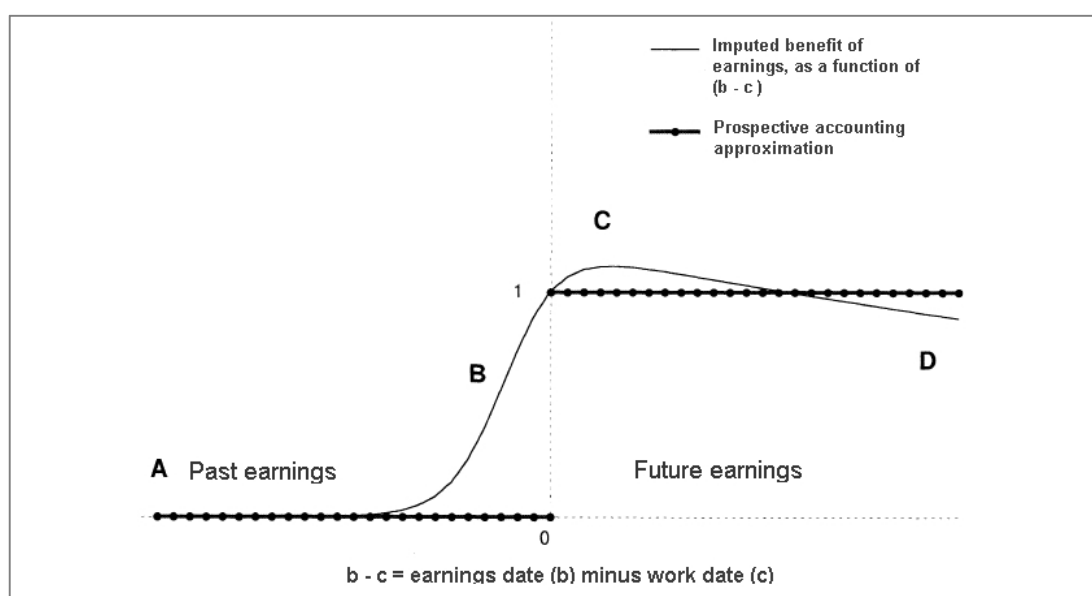 Imputed benefit of
earnings, as a function of
(b - c )
Prospective accounting
approximation
C
1
B
D
A Past earnings
Future earnings
0
b - c = earnings date (b) minus work date (c)